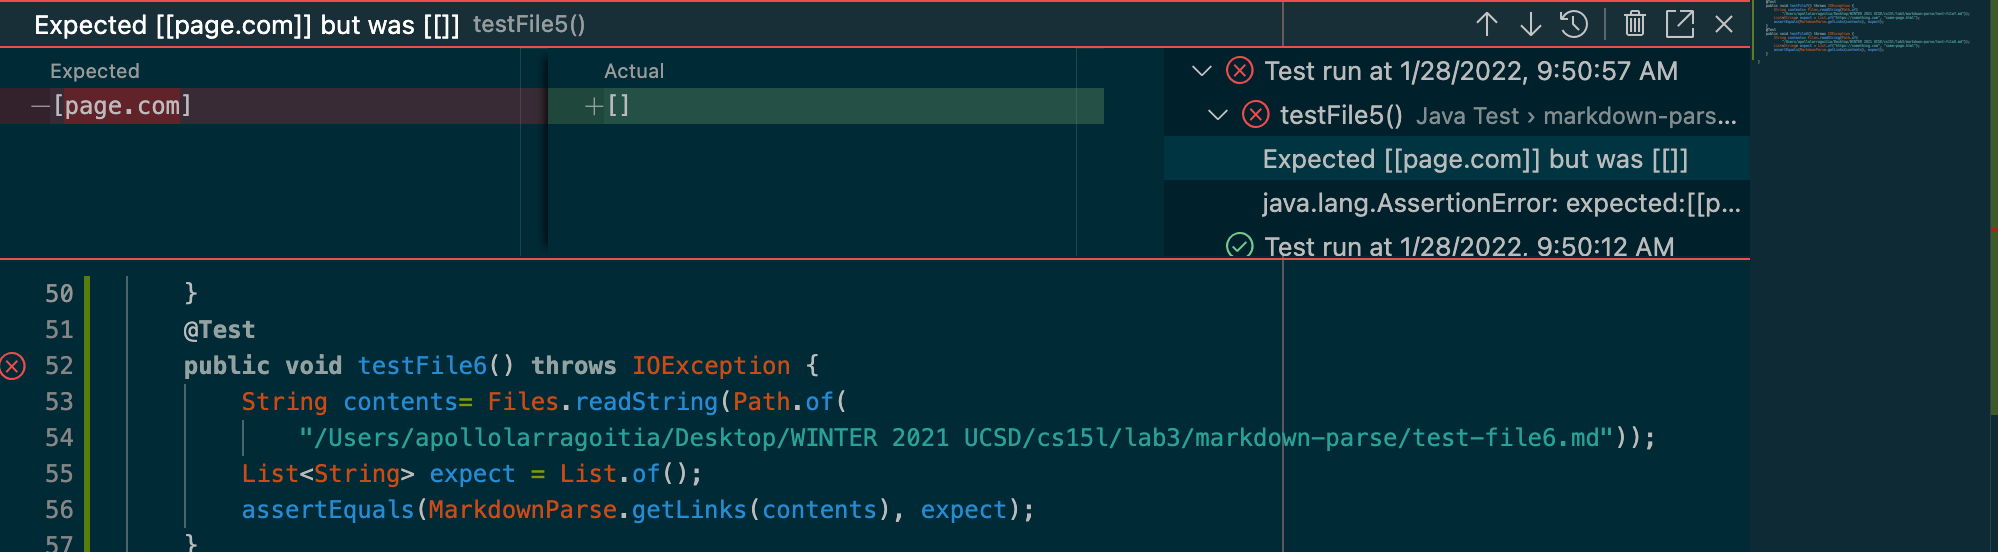 Expected [[page.com]] but was [[]] testFile5()
Expected
Actual
—[page.com]
+[]
Test run at 1/28/2022, 9:50:57 AM
testFile5() Java Test › markdown-pars...
Expected [[page.com]] but was [[]]
java.lang.AssertionError: expected:[[p...
Test run at 1/28/2022, 9:50:12 AM
50 }
51 @Test
52 public void testFile6() throws IOException {
53 String contents= Files.readString(Path.of(
54 "/Users/apollolarragoitia/Desktop/WINTER 2021 UCSD/cs15l/lab3/markdown-parse/test-file6.md"));
55 List<String> expect = List.of();
56 assertEquals(MarkdownParse.getLinks(contents), expect);
57 }